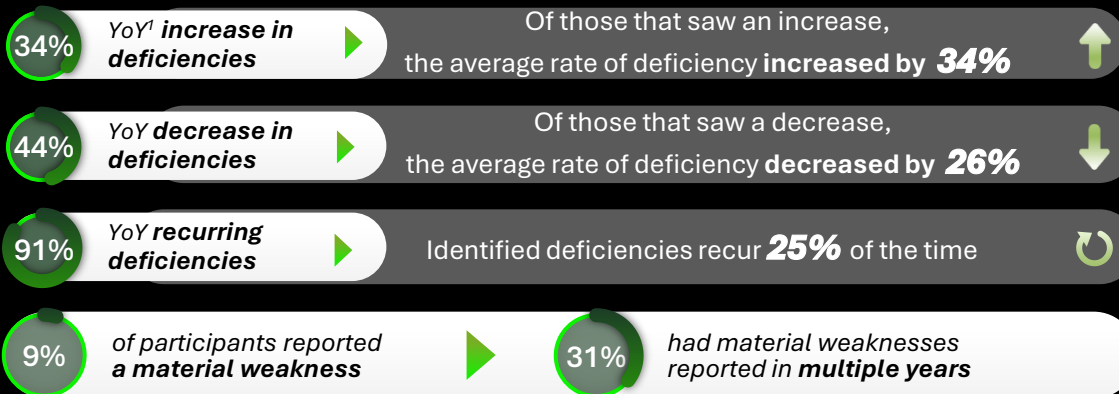 34%
YoY¹ increase in
deficiencies
Of those that saw an increase,
the average rate of deficiency increased by 34%
44%
YoY decrease in
deficiencies
Of those that saw a decrease,
the average rate of deficiency decreased by 26%
91%
YoY recurring
deficiencies
Identified deficiencies recur 25% of the time
9%
of participants reported
a material weakness
31%
had material weaknesses
reported in multiple years